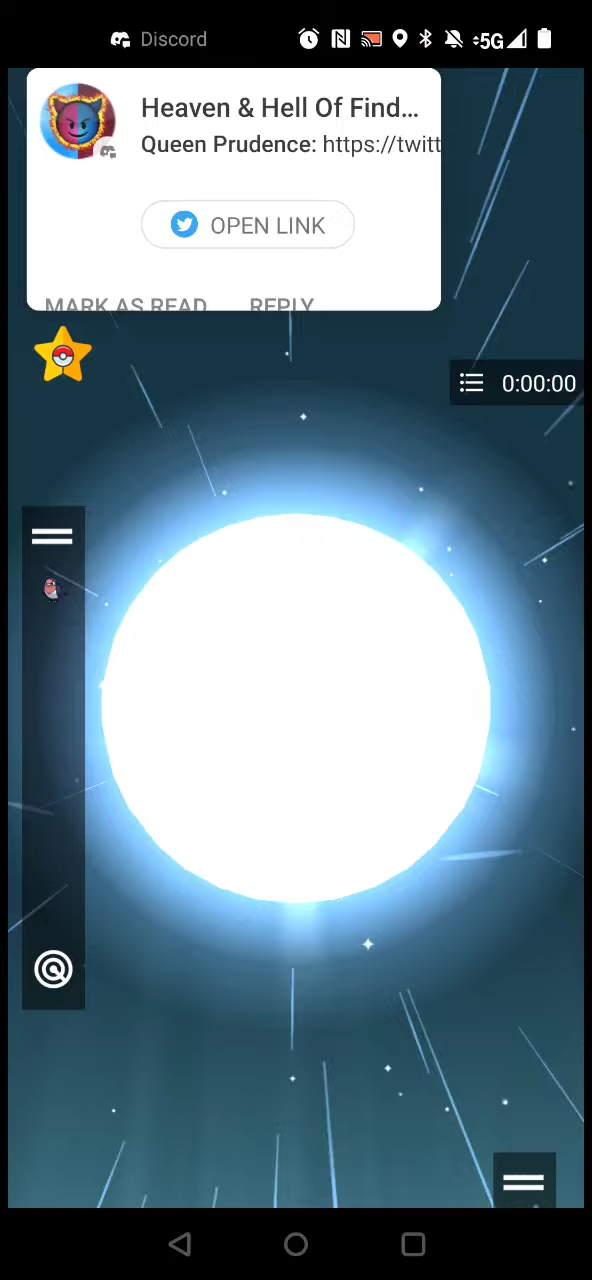 Discord
5G
Heaven & Hell Of Find...
Queen Prudence: https://twitt
OPEN LINK
MARK AS READ REPLY
0:00:00